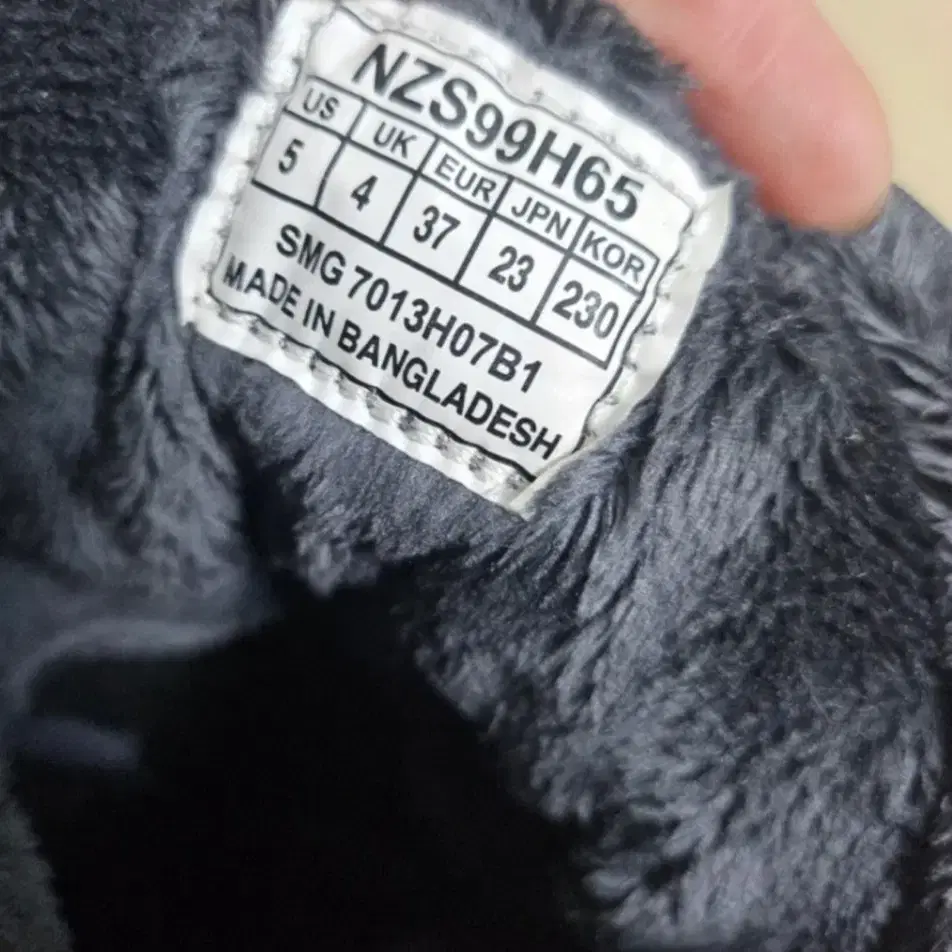 NZS99H65
US UK EUR JPN KOR
5 4 37 23 230
SMG 7013H07B1
MADE IN BANGLADESH